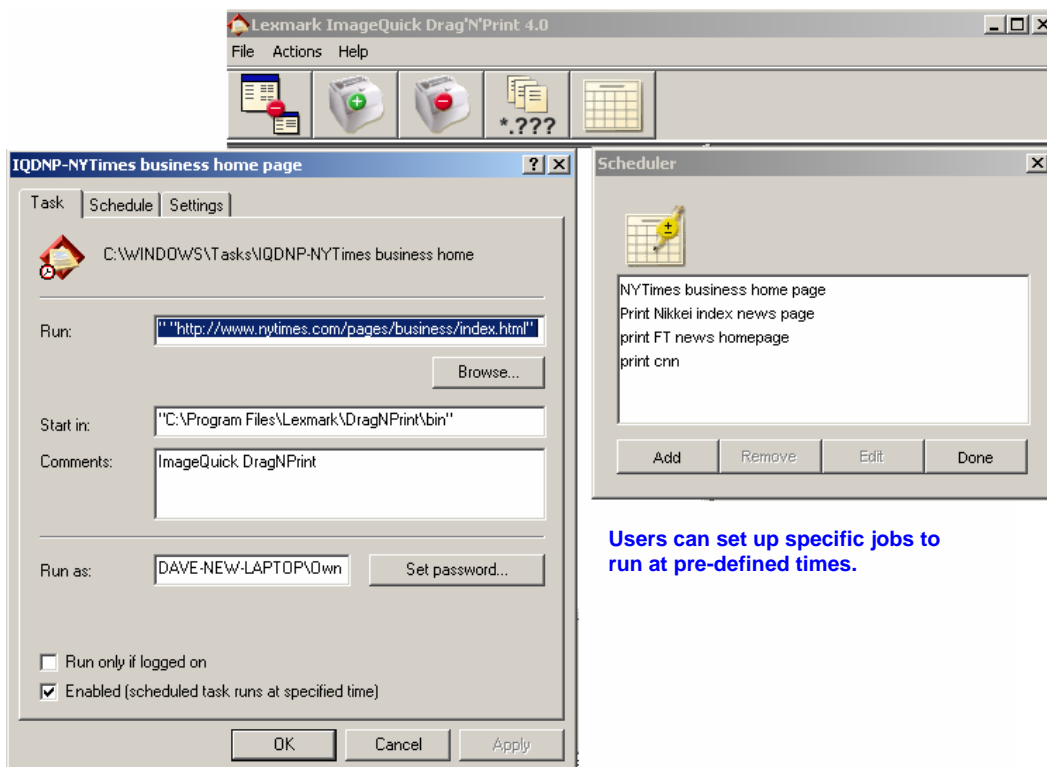 Lexmark ImageQuick Drag'N'Print 4.0
File Actions Help
*.???
IQDNP-NYTimes business home page
Task Schedule Settings
C:\WINDOWS\Tasks\IQDNP-NYTimes business home
Run: " "http://www.nytimes.com/pages/business/index.html"
Browse...
Start in: "C:\Program Files\Lexmark\DragNPrint\bin"
Comments: ImageQuick DragNPrint
Run as: DAVE-NEW-LAPTOP\Own Set password...
Run only if logged on
Enabled (scheduled task runs at specified time)
OK Cancel Apply
Scheduler
NYTimes business home page
Print Nikkei index news page
print FT news homepage
print cnn
Add Remove Edit Done
Users can set up specific jobs to
run at pre-defined times.